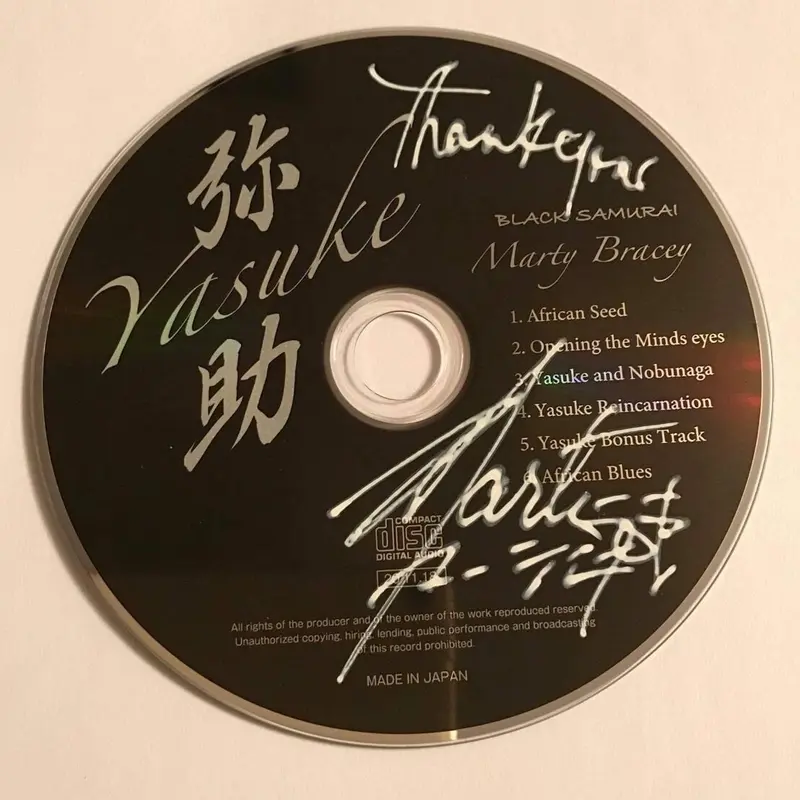 Thank you
弥助
Yasuke
BLACK SAMURAI
Marty Bracey
1. African Seed
2. Opening the Minds eyes
3. Yasuke and Nobunaga
4. Yasuke Reincarnation
5. Yasuke Bonus Track
6. African Blues
Marty
COMPACT
disc
DIGITAL AUDIO
All rights of the producer and of the owner of the work reproduced reserved.
Unauthorized copying, hiring, lending, public performance and broadcasting
of this record prohibited.
MADE IN JAPAN